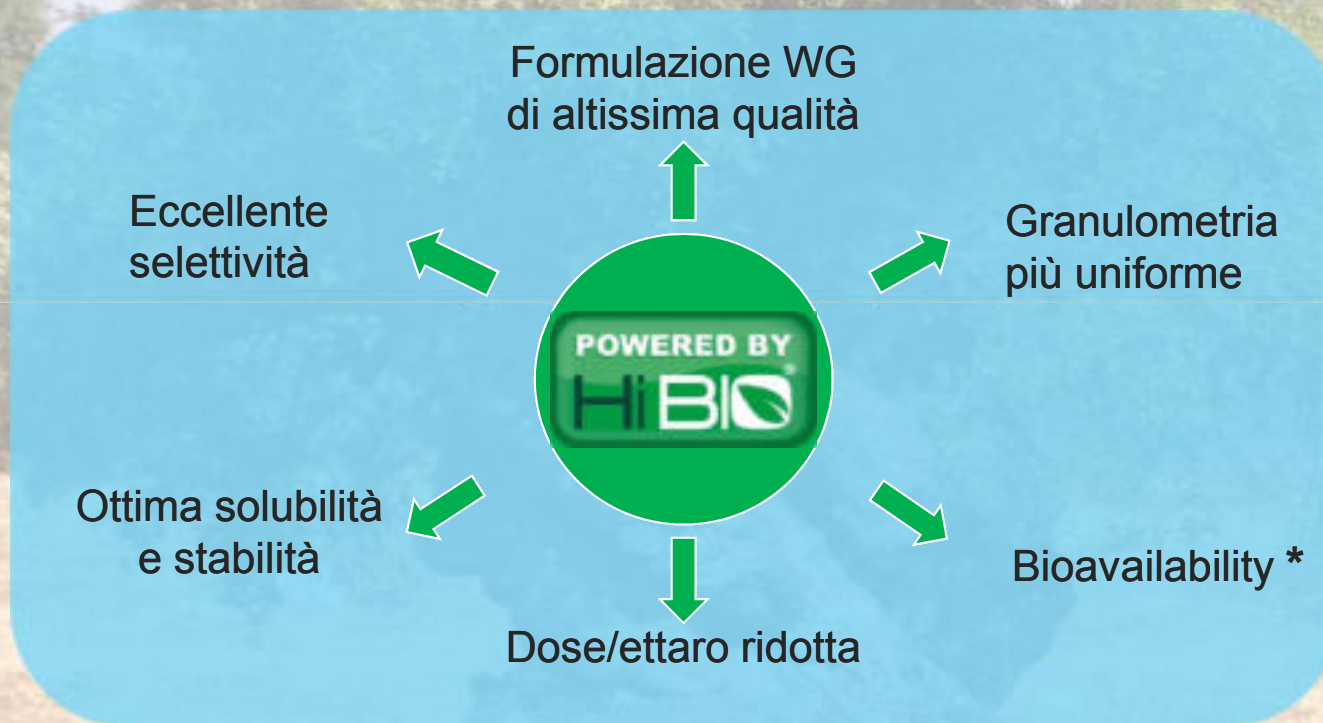 Formulazione WG
di altissima qualità
Eccellente
selettività
Granulometria
più uniforme
POWERED BY
HiBIO®
Ottima solubilità
e stabilità
Bioavailability *
Dose/ettaro ridotta